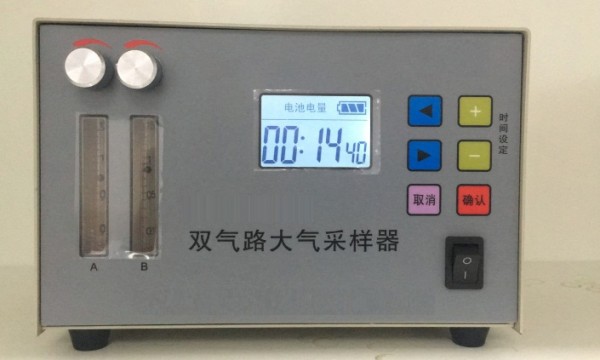 电池电量
00:14 40
+
时间设定
−
取消 确认
双气路大气采样器
A B
O
I